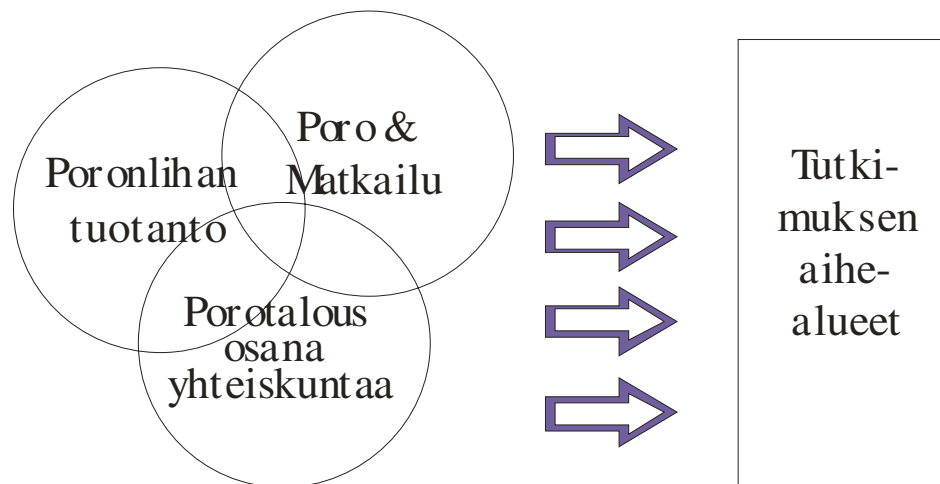 Poronlihan
tuotanto
Poro &
Matkailu
Porotalous
osana
yhteiskuntaa
Tutki-
muksen
aihe-
alueet